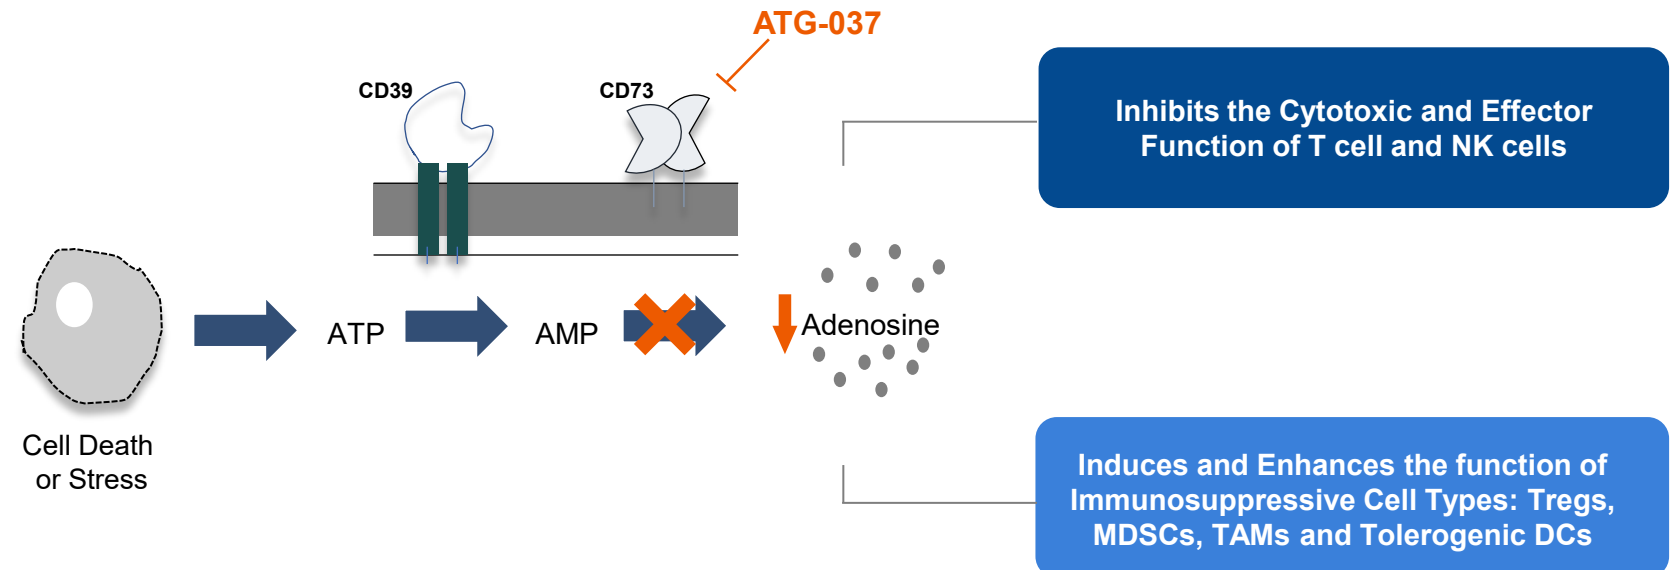 ATG-037
CD39
CD73
Inhibits the Cytotoxic and Effector
Function of T cell and NK cells
ATP
AMP
Adenosine
Cell Death
or Stress
Induces and Enhances the function of
Immunosuppressive Cell Types: Tregs,
MDSCs, TAMs and Tolerogenic DCs